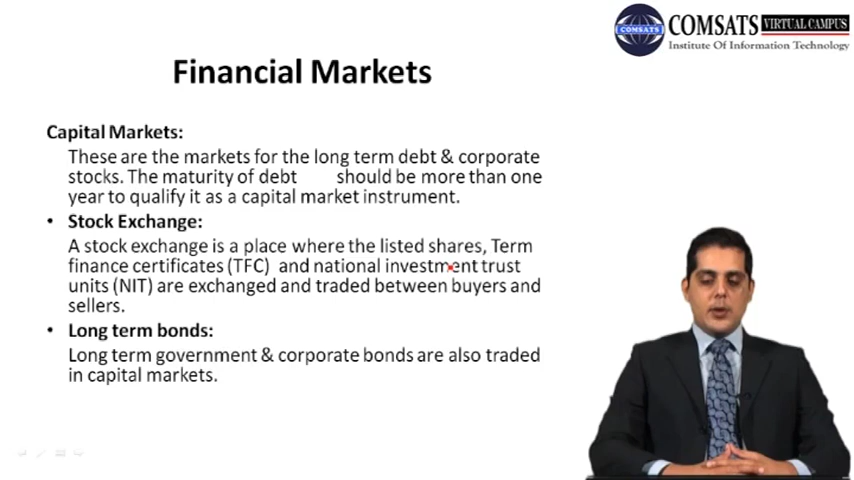 COMSATS
COMSATS VIRTUAL CAMPUS
Institute Of Information Technology
Financial Markets
Capital Markets:
These are the markets for the long term debt & corporate
stocks. The maturity of debt should be more than one
year to qualify it as a capital market instrument.
• Stock Exchange:
A stock exchange is a place where the listed shares, Term
finance certificates (TFC) and national investment trust
units (NIT) are exchanged and traded between buyers and
sellers.
• Long term bonds:
Long term government & corporate bonds are also traded
in capital markets.